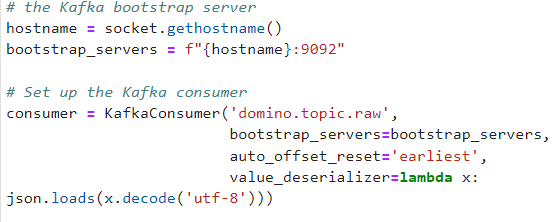 # the Kafka bootstrap server
hostname = socket.gethostname()
bootstrap_servers = f"{hostname}:9092"

# Set up the Kafka consumer
consumer = KafkaConsumer('domino.topic.raw',
                         bootstrap_servers=bootstrap_servers,
                         auto_offset_reset='earliest',
                         value_deserializer=lambda x:
json.loads(x.decode('utf-8')))